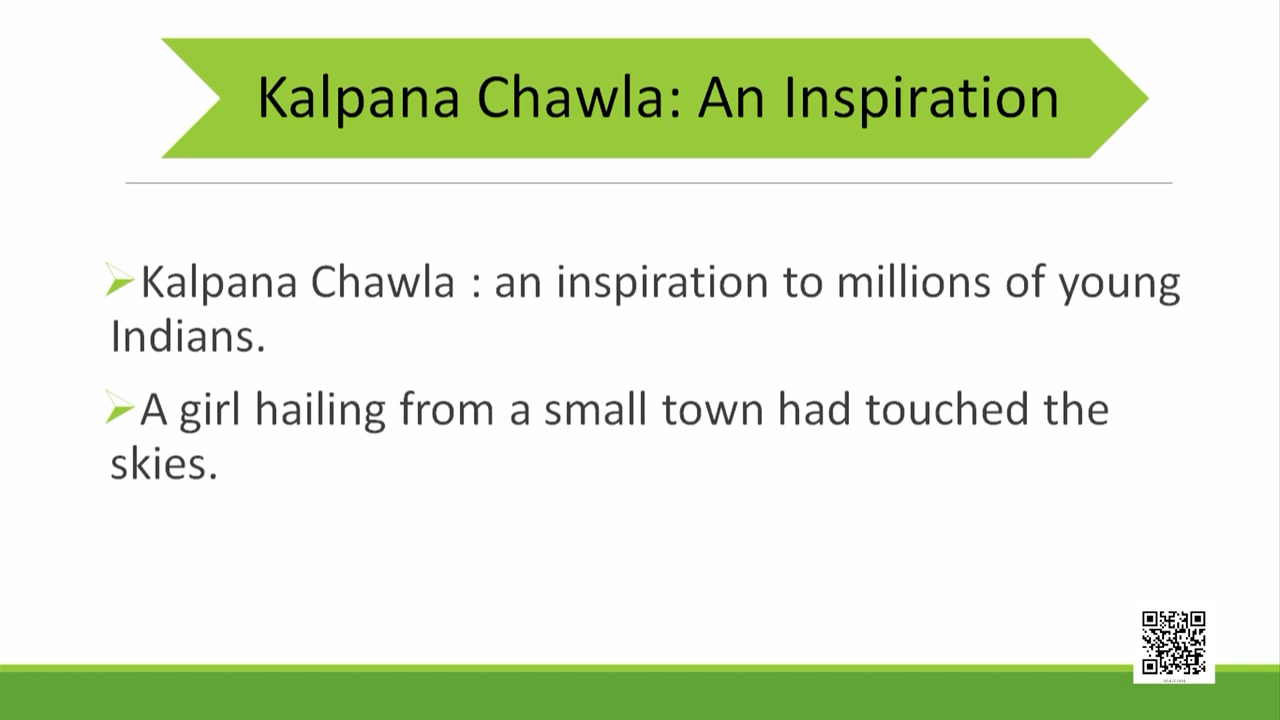 Kalpana Chawla: An Inspiration
Kalpana Chawla : an inspiration to millions of young
Indians.
A girl hailing from a small town had touched the
skies.